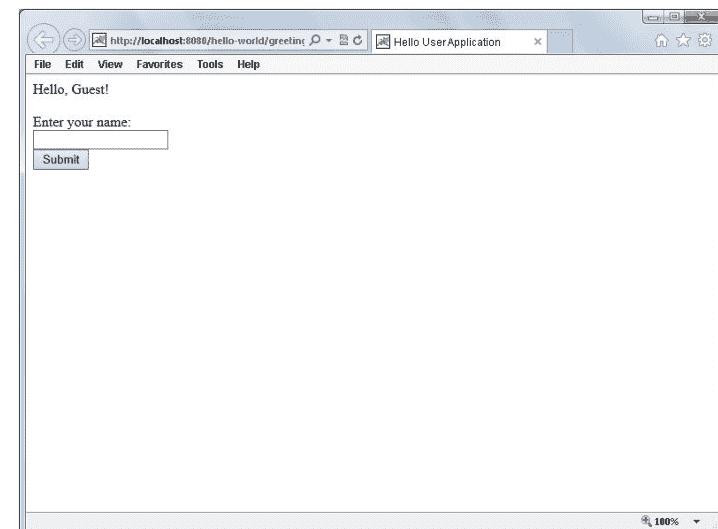 http://localhost:8080/hello-world/greeting
Hello User Application
File Edit View Favorites Tools Help
Hello, Guest!
Enter your name:
Submit
100%